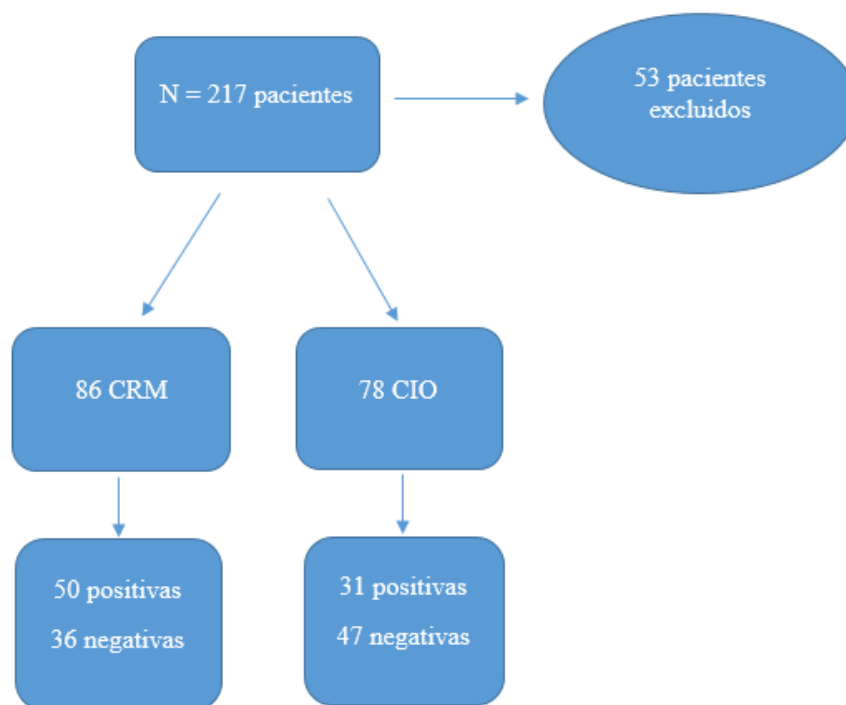 N = 217 pacientes
53 pacientes
excluidos
86 CRM
78 CIO
50 positivas
36 negativas
31 positivas
47 negativas